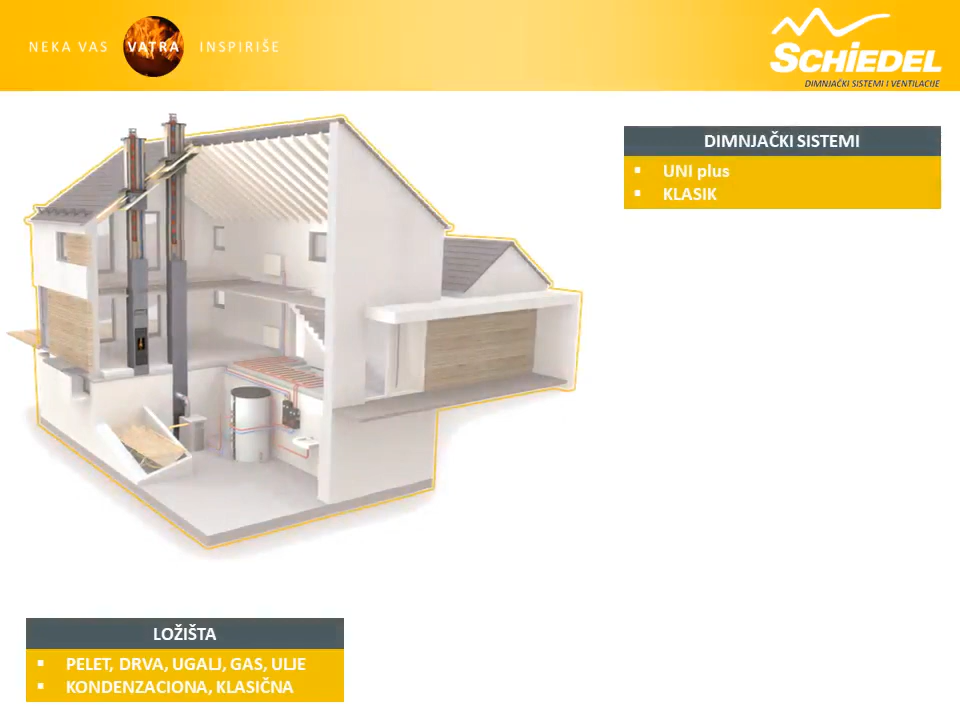 NEKA VAS VATRA INSPIRIŠE
SCHIEDEL
DIMNJAČKI SISTEMI I VENTILACIJE
DIMNJAČKI SISTEMI
▪ UNI plus
▪ KLASIK
LOŽIŠTA
▪ PELET, DRVA, UGALJ, GAS, ULJE
▪ KONDENZACIONA, KLASIČNA